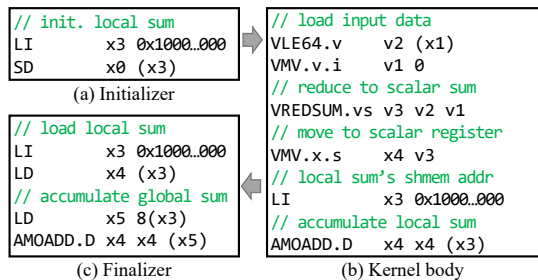 // init. local sum
LI x3 0x1000…000
SD x0 (x3)
(a) Initializer
// load input data
VLE64.v v2 (x1)
VMV.v.i v1 0
// reduce to scalar sum
VREDSUM.vs v3 v2 v1
// move to scalar register
VMV.x.s x4 v3
// local sum's shmem addr
LI x3 0x1000…000
// accumulate local sum
AMOADD.D x4 x4 (x3)
(b) Kernel body
// load local sum
LI x3 0x1000…000
LD x4 (x3)
// accumulate global sum
LD x5 8(x3)
AMOADD.D x4 x4 (x5)
(c) Finalizer